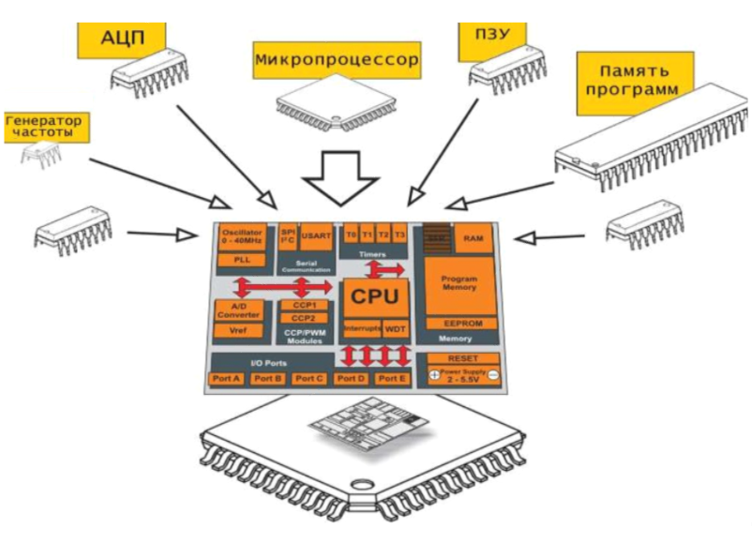 АЦП
Микропроцессор
ПЗУ
Память
программ
Генератор
частоты
Oscillator
0 - 40MHz
PLL
SPI
I²C
USART
Serial
Communication
T0
T1
T2
T3
Timers
RAM
Program
Memory
EEPROM
Memory
A/D
Converter
Vref
CCP1
CCP2
CCP/PWM
Modules
CPU
Interrupts
WDT
I/O Ports
Port A
Port B
Port C
Port D
Port E
RESET
Power Supply
2 - 5.5V